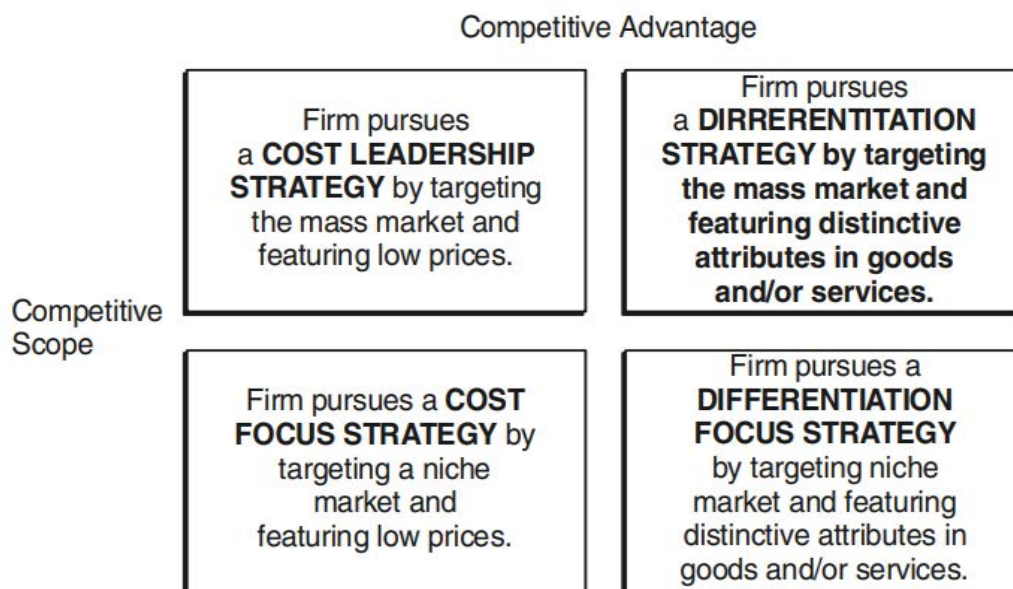 Competitive Advantage
Firm pursues
a COST LEADERSHIP
STRATEGY by targeting
the mass market and
featuring low prices.
Firm pursues
a DIRRERENTITATION
STRATEGY by targeting
the mass market and
featuring distinctive
attributes in goods
and/or services.
Competitive
Scope
Firm pursues a COST
FOCUS STRATEGY by
targeting a niche
market and
featuring low prices.
Firm pursues a
DIFFERENTIATION
FOCUS STRATEGY
by targeting niche
market and featuring
distinctive attributes in
goods and/or services.